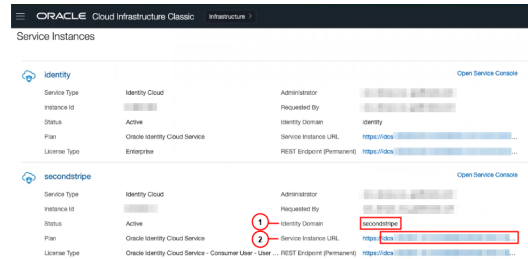 ORACLE Cloud Infrastructure Classic Infrastructure >
Service Instances
identity Open Service Console
Service Type Identity Cloud Administrator
Instance Id Requested By
Status Active Identity Domain identity
Plan Oracle Identity Cloud Service Service Instance URL https://idcs ...
License Type Enterprise REST Endpoint (Permanent) https://idcs ...
secondstripe Open Service Console
Service Type Identity Cloud Administrator
Instance Id Requested By
Status Active 1 Identity Domain secondstripe
Plan Oracle Identity Cloud Service 2 Service Instance URL https://idcs ...
License Type Oracle Identity Cloud Service - Consumer User - User ... REST Endpoint (Permanent) https://idcs ...